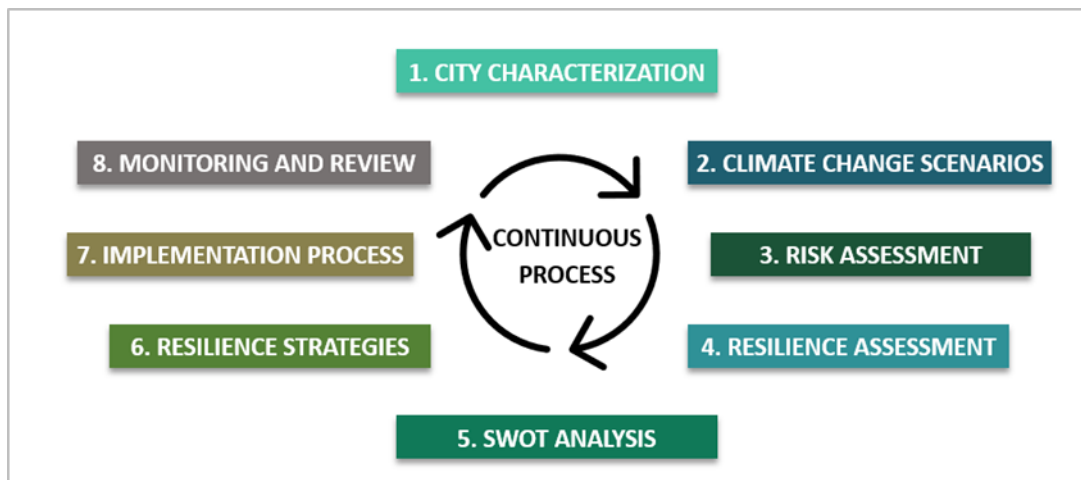 1. CITY CHARACTERIZATION
8. MONITORING AND REVIEW
2. CLIMATE CHANGE SCENARIOS
CONTINUOUS
PROCESS
7. IMPLEMENTATION PROCESS
3. RISK ASSESSMENT
6. RESILIENCE STRATEGIES
4. RESILIENCE ASSESSMENT
5. SWOT ANALYSIS